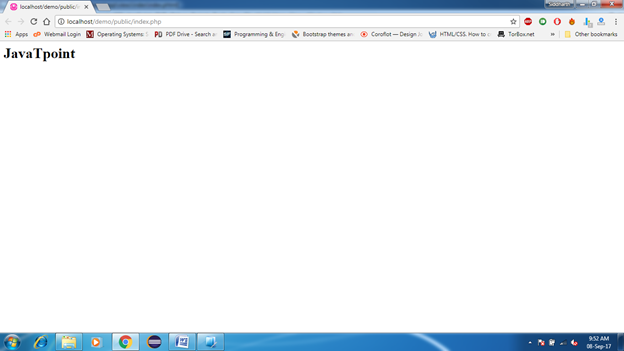 localhost/demo/public/i
Siddharth
localhost/demo/public/index.php
Apps Webmail Login Operating Systems: PDF Drive - Search a Programming & Eng Bootstrap themes an Coroflot — Design Jo HTML/CSS. How to c TorBox.net » Other bookmarks
JavaTpoint
9:52 AM
08-Sep-17